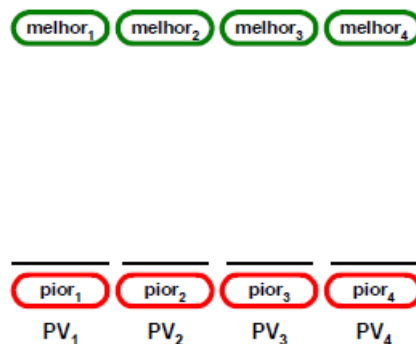 melhor₁ melhor₂ melhor₃ melhor₄
pior₁ pior₂ pior₃ pior₄
PV₁ PV₂ PV₃ PV₄